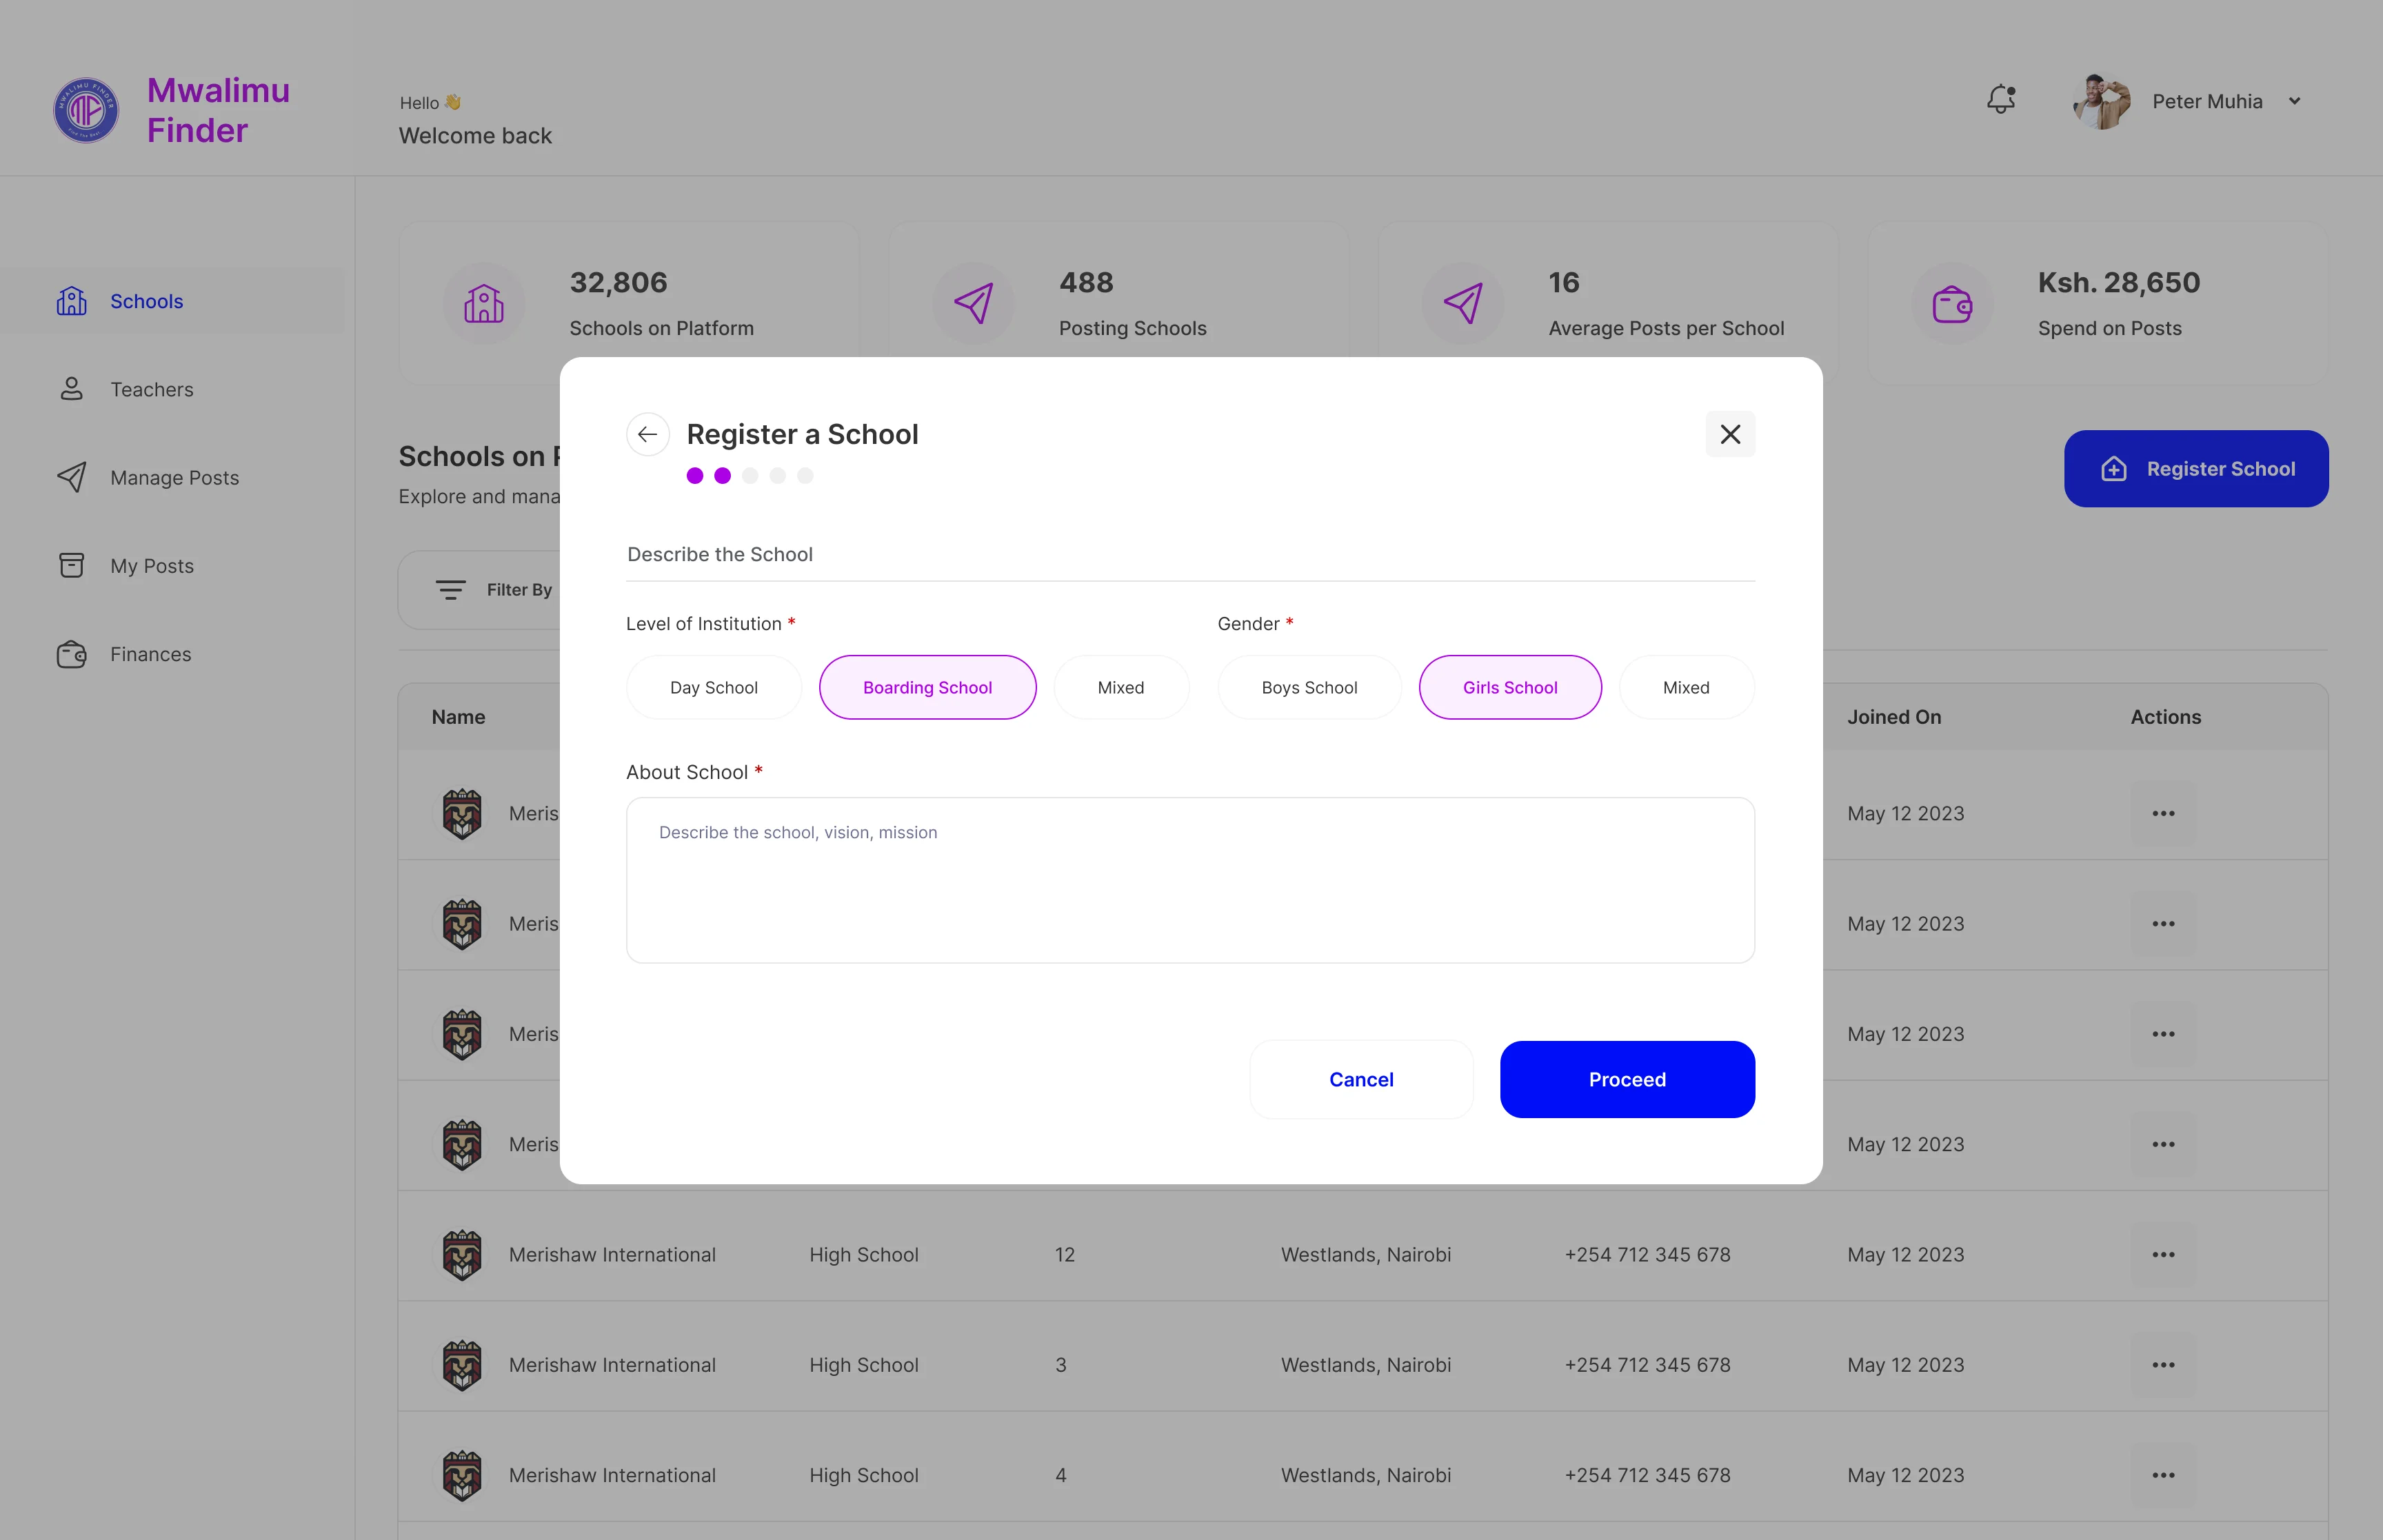 Mwalimu
Finder
Hello 👋
Welcome back
Peter Muhia
Schools
Teachers
Manage Posts
My Posts
Finances
32,806
Schools on Platform
488
Posting Schools
16
Average Posts per School
Ksh. 28,650
Spend on Posts
Schools on
Explore and mana
Register School
Filter By
Register a School
Describe the School
Level of Institution *
Gender *
Day School
Boarding School
Mixed
Boys School
Girls School
Mixed
About School *
Describe the school, vision, mission
Cancel
Proceed
Name
Joined On
Actions
Meris
May 12 2023
Meris
May 12 2023
Meris
May 12 2023
Meris
May 12 2023
Merishaw International
High School
12
Westlands, Nairobi
+254 712 345 678
May 12 2023
Merishaw International
High School
3
Westlands, Nairobi
+254 712 345 678
May 12 2023
Merishaw International
High School
4
Westlands, Nairobi
+254 712 345 678
May 12 2023